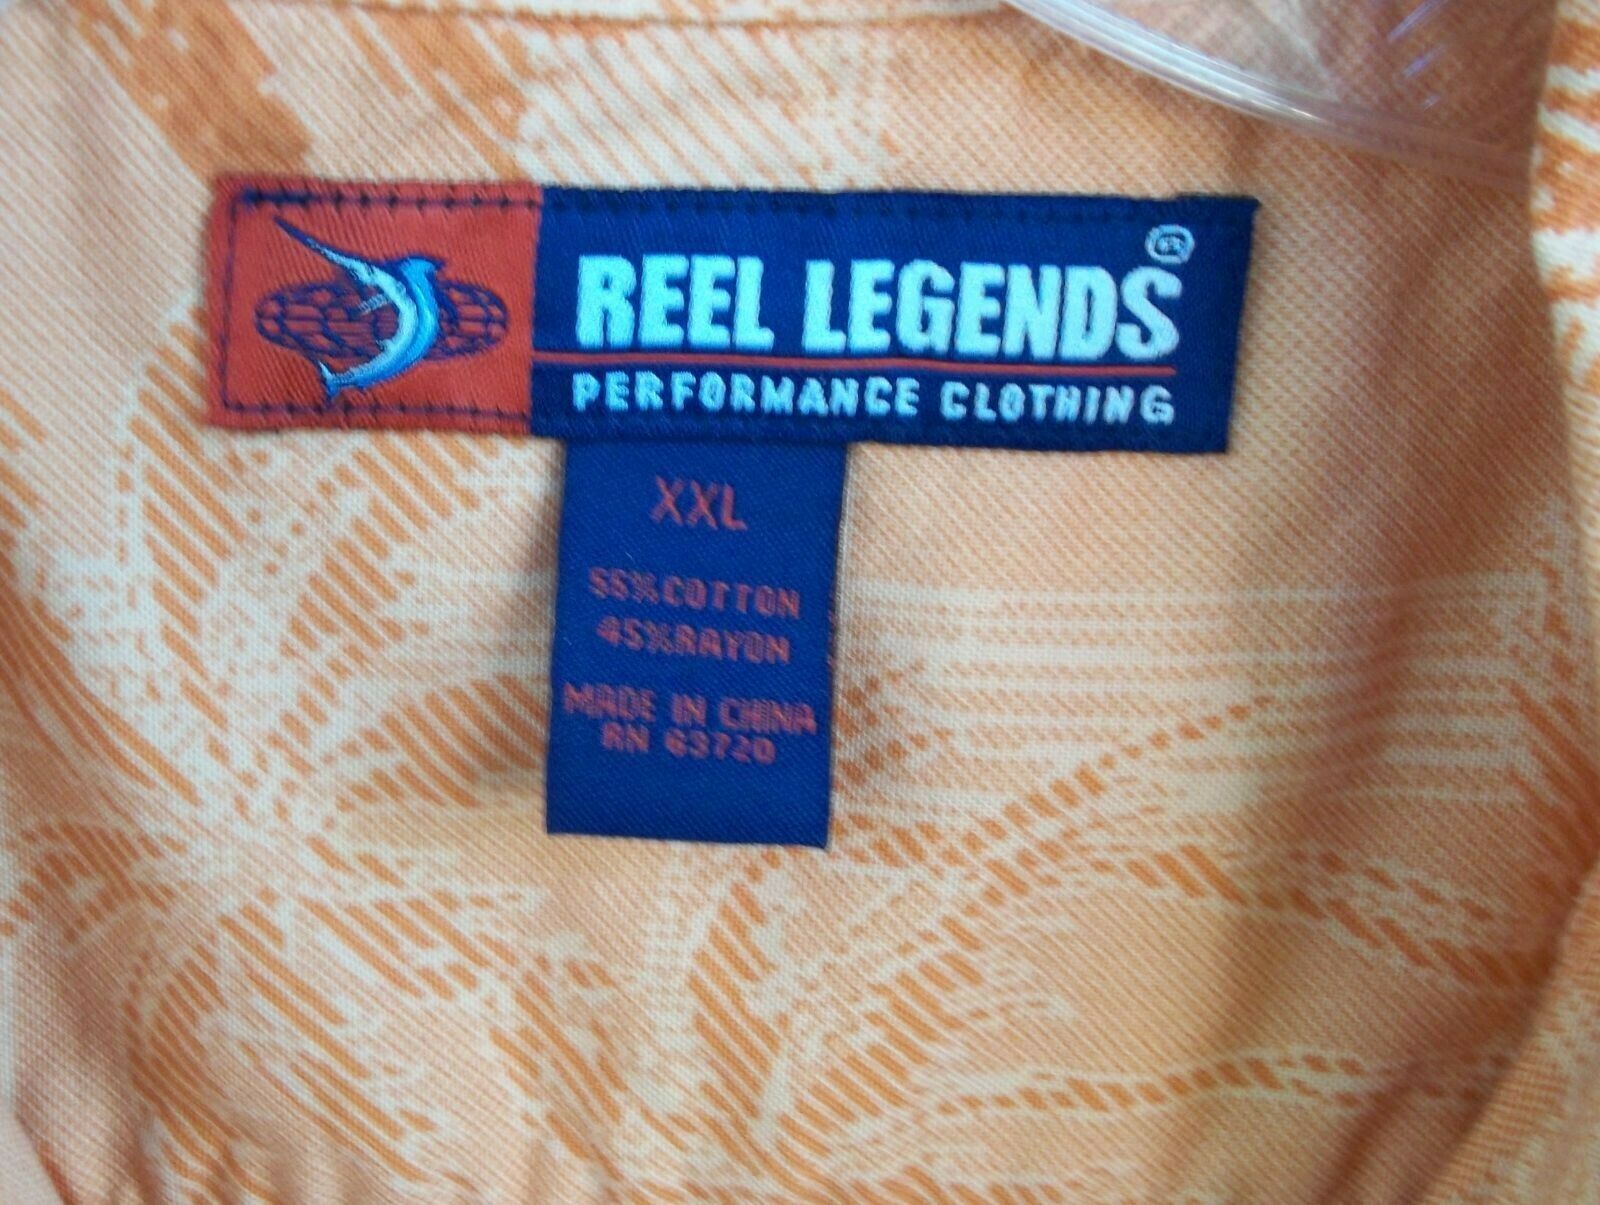 REEL LEGENDS®
PERFORMANCE CLOTHING
XXL
55%COTTON
45%RAYON
MADE IN CHINA
RN 63720